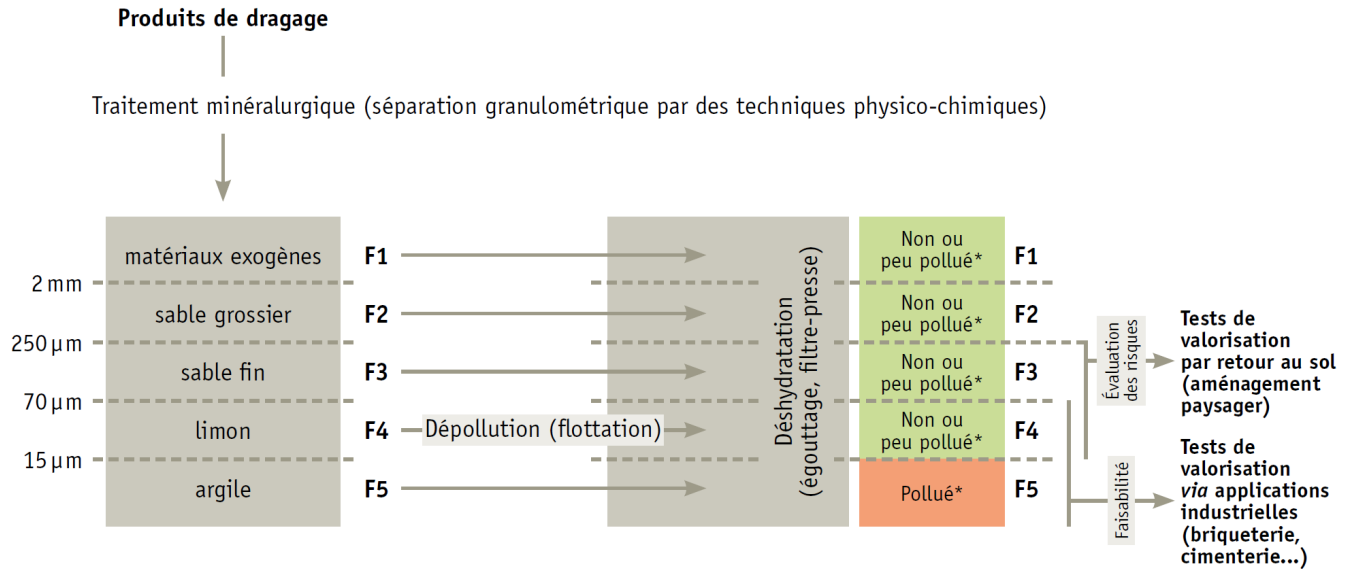 Produits de dragage
Traitement minéralurgique (séparation granulométrique par des techniques physico-chimiques)
matériaux exogènes
F1
2 mm
sable grossier
F2
250 µm
sable fin
F3
70 µm
limon
F4
Dépollution (flottation)
15 µm
argile
F5
Déshydratation
(égouttage, filtre-presse)
Non ou
peu pollué*
F1
Non ou
peu pollué*
F2
Non ou
peu pollué*
F3
Non ou
peu pollué*
F4
Pollué*
F5
Évaluation
des risques
Tests de
valorisation
par retour au sol
(aménagement
paysager)
Faisabilité
Tests de
valorisation
via applications
industrielles
(briqueterie,
cimenterie...)